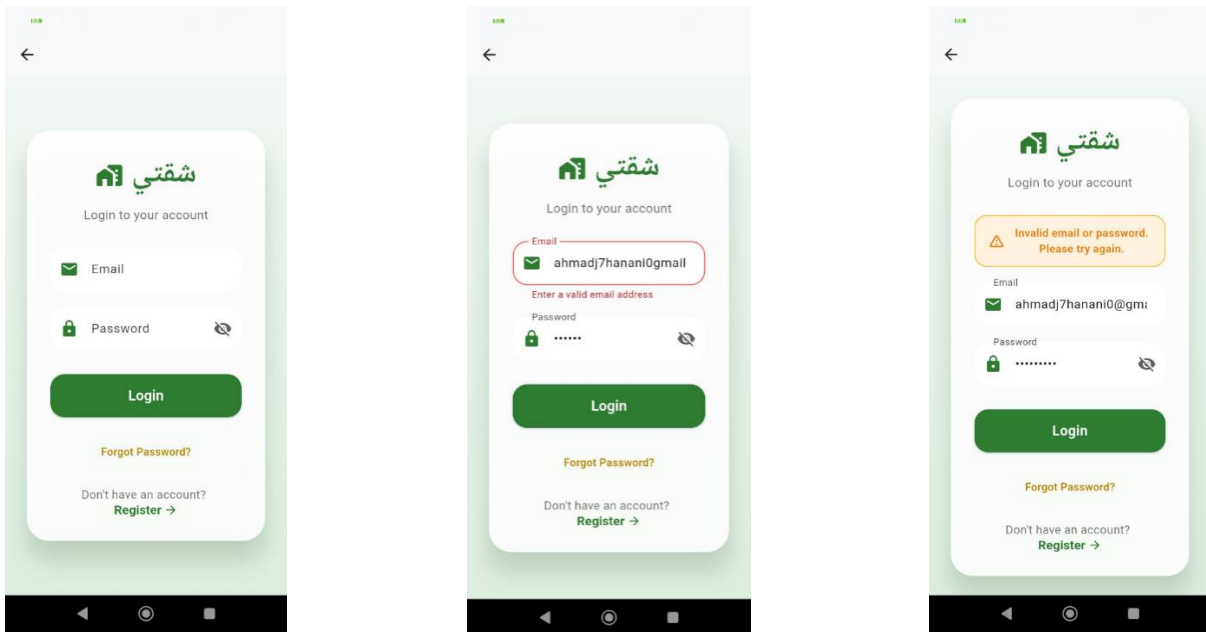 شقتي
Login to your account
Email
Password
Login
Forgot Password?
Don't have an account?
Register →
شقتي
Login to your account
Email
ahmadj7hanani0gmail
Enter a valid email address
Password
······
Login
Forgot Password?
Don't have an account?
Register →
شقتي
Login to your account
Invalid email or password.
Please try again.
Email
ahmadj7hanani0@gma
Password
·········
Login
Forgot Password?
Don't have an account?
Register →